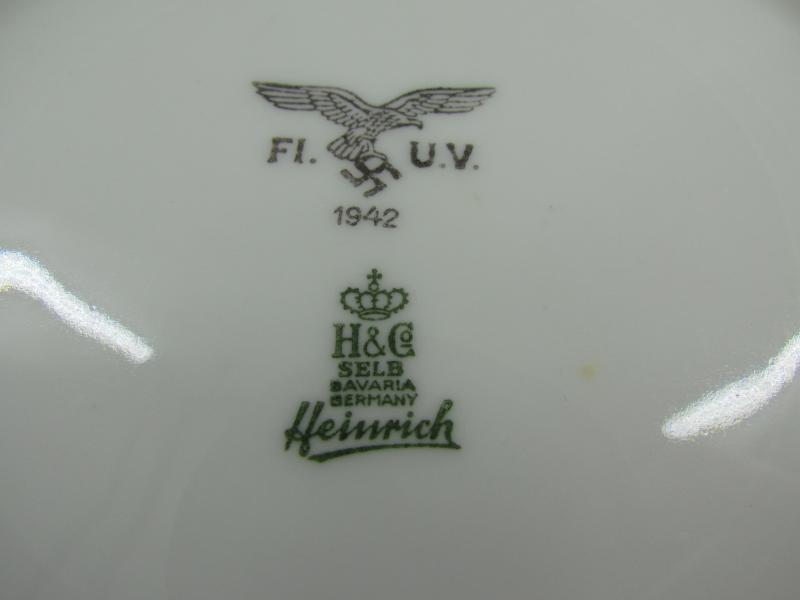 Fl. U.V.
1942
H&Co
SELB
BAVARIA
GERMANY
Heinrich